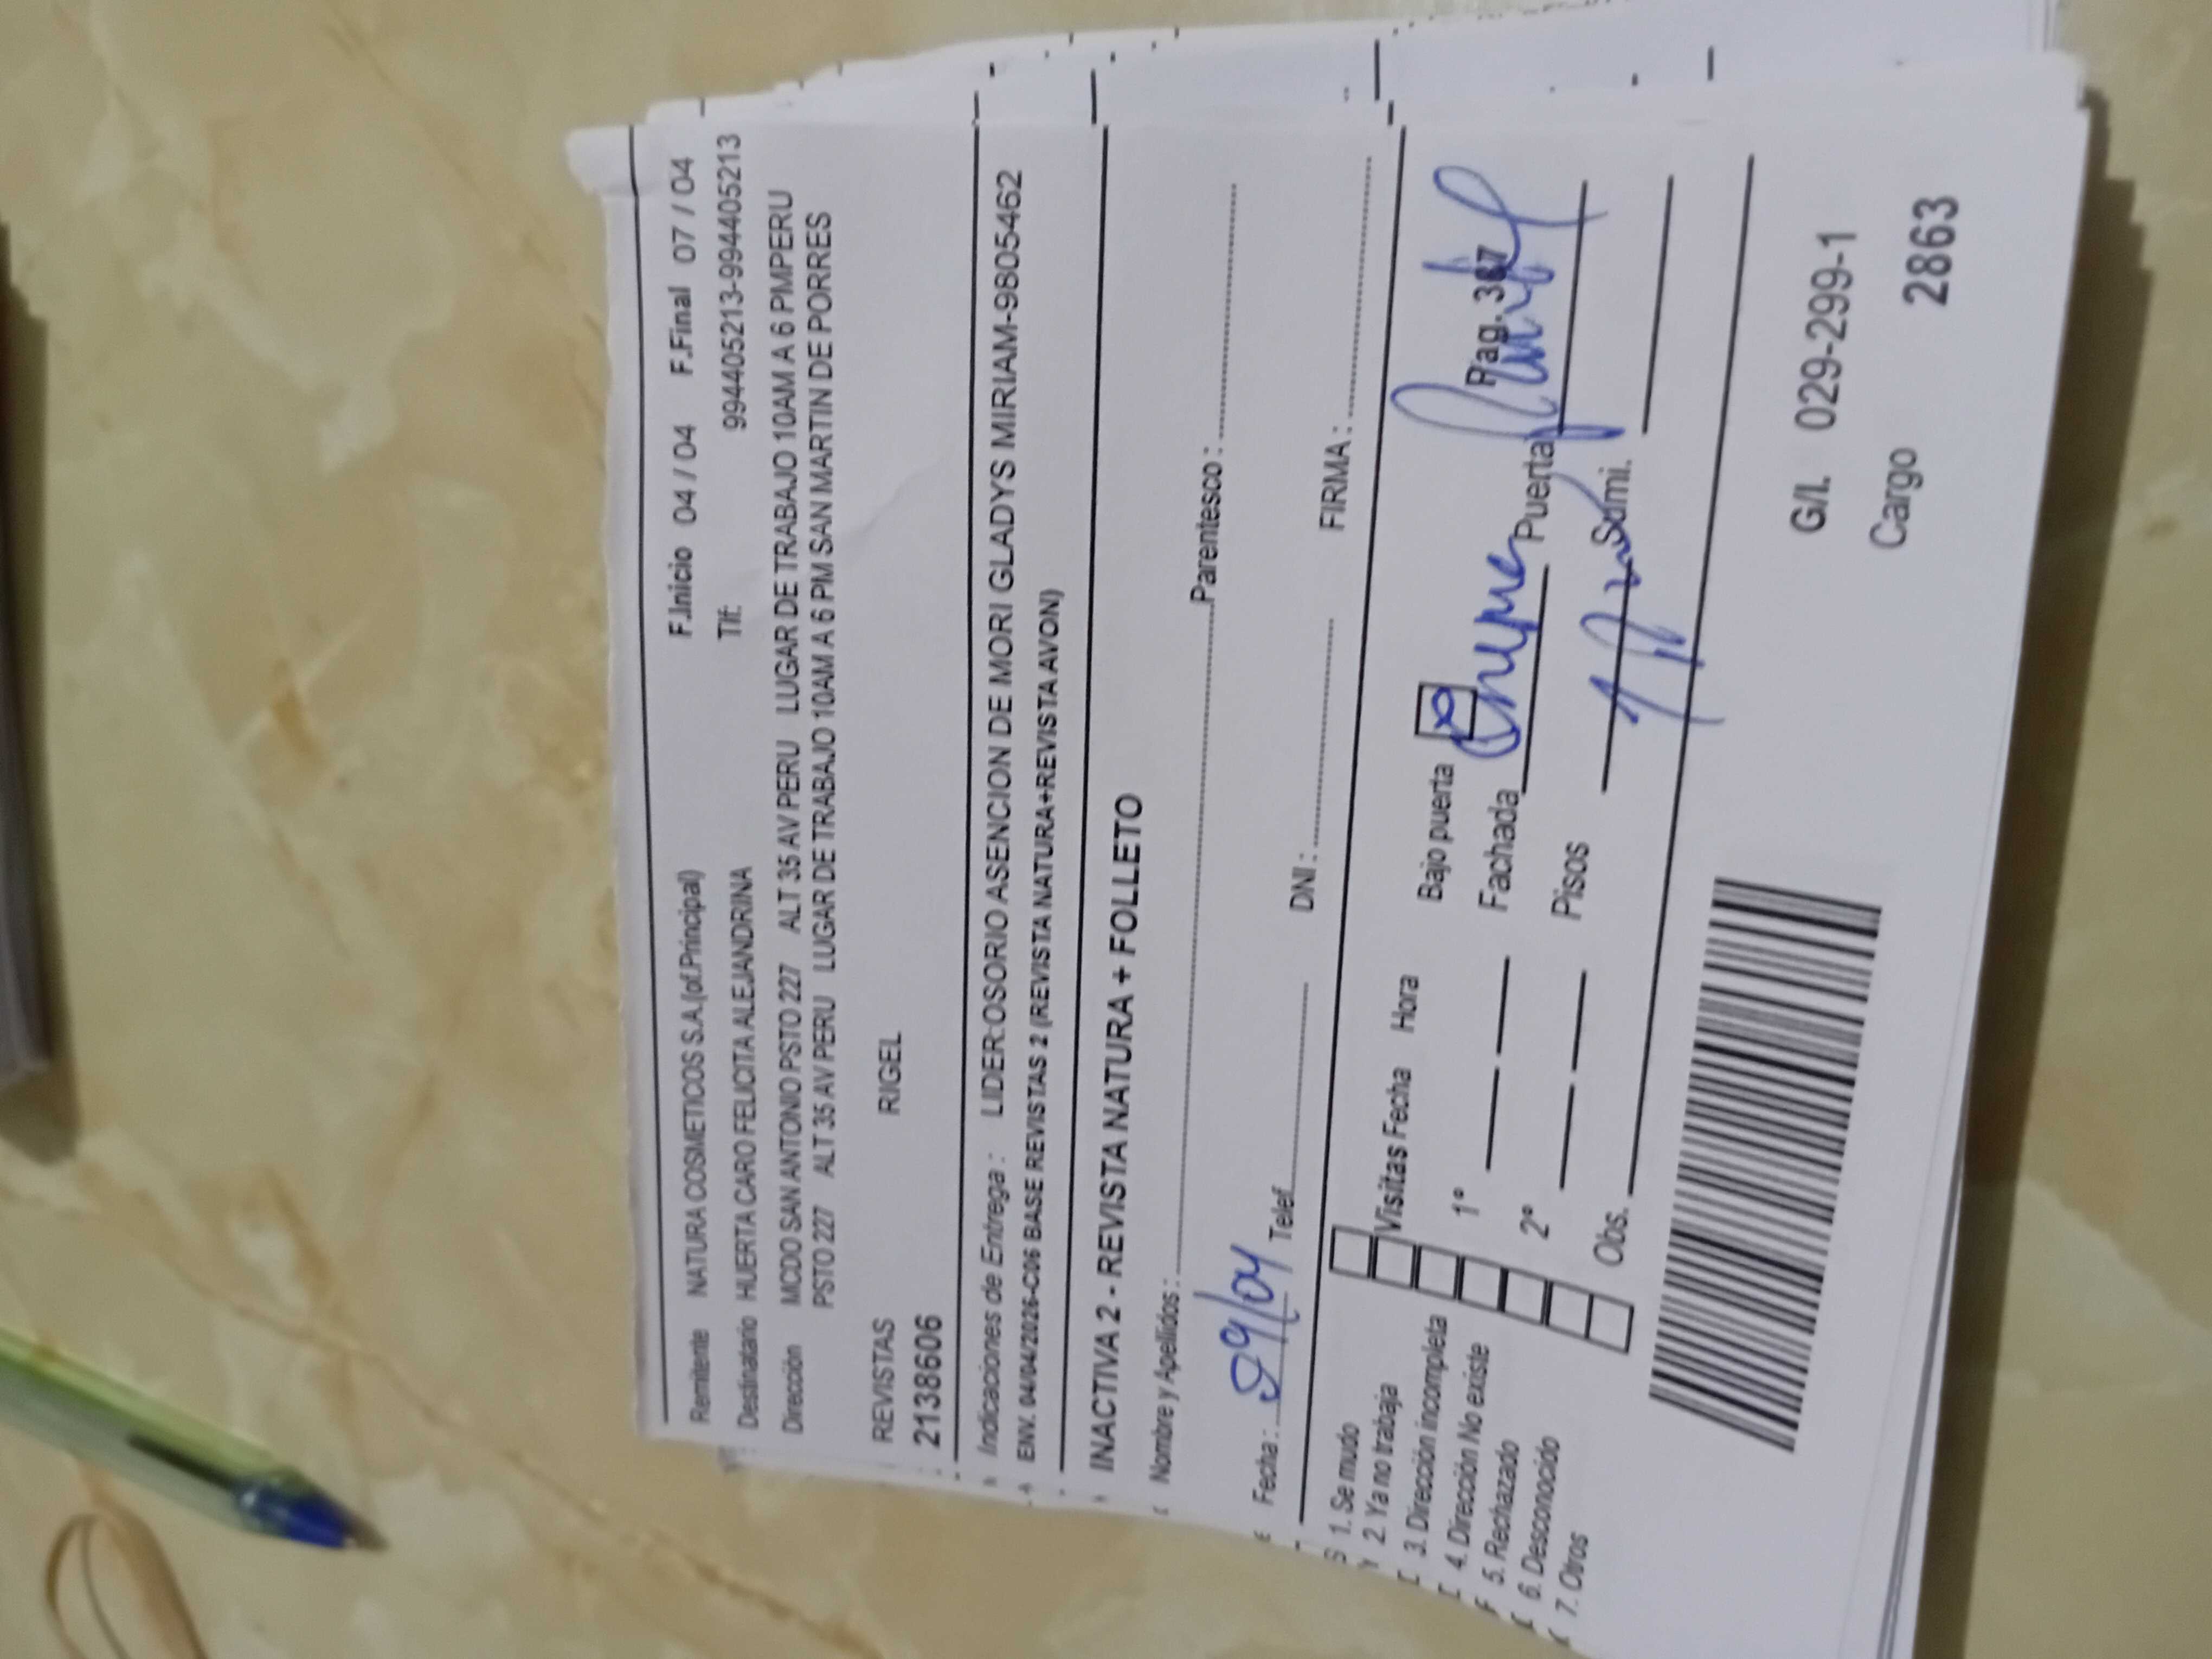 Remitente NATURA COSMETICOS S.A.(of.Principal) F.Inicio 04 / 04 F.Final 07 / 04
Destinatario HUERTA CARO FELICITA ALEJANDRINA Tlf: 994405213-994405213
Dirección MCDO SAN ANTONIO PSTO 227 ALT 35 AV PERU LUGAR DE TRABAJO 10AM A 6 PMPERU
PSTO 227 ALT 35 AV PERU LUGAR DE TRABAJO 10AM A 6 PM SAN MARTIN DE PORRES
REVISTAS RIGEL
2138606
Indicaciones de Entrega : LIDER:OSORIO ASENCION DE MORI GLADYS MIRIAM-9805462
ENV. 04/04/2026-C06 BASE REVISTAS 2 (REVISTA NATURA+REVISTA AVON)
INACTIVA 2 - REVISTA NATURA + FOLLETO
Nombre y Apellidos : Parentesco :
Fecha : 09/04 Telef. DNI : FIRMA :
1. Se mudo
2. Ya no trabaja Visitas Fecha Hora Bajo puerta
3. Dirección incompleta
4. Dirección No existe 1º Fachada Puerta Pag. 367
5. Rechazado
6. Desconocido 2º Pisos Sumi.
7. Otros
Obs.
G/L 029-299-1
Cargo 2863